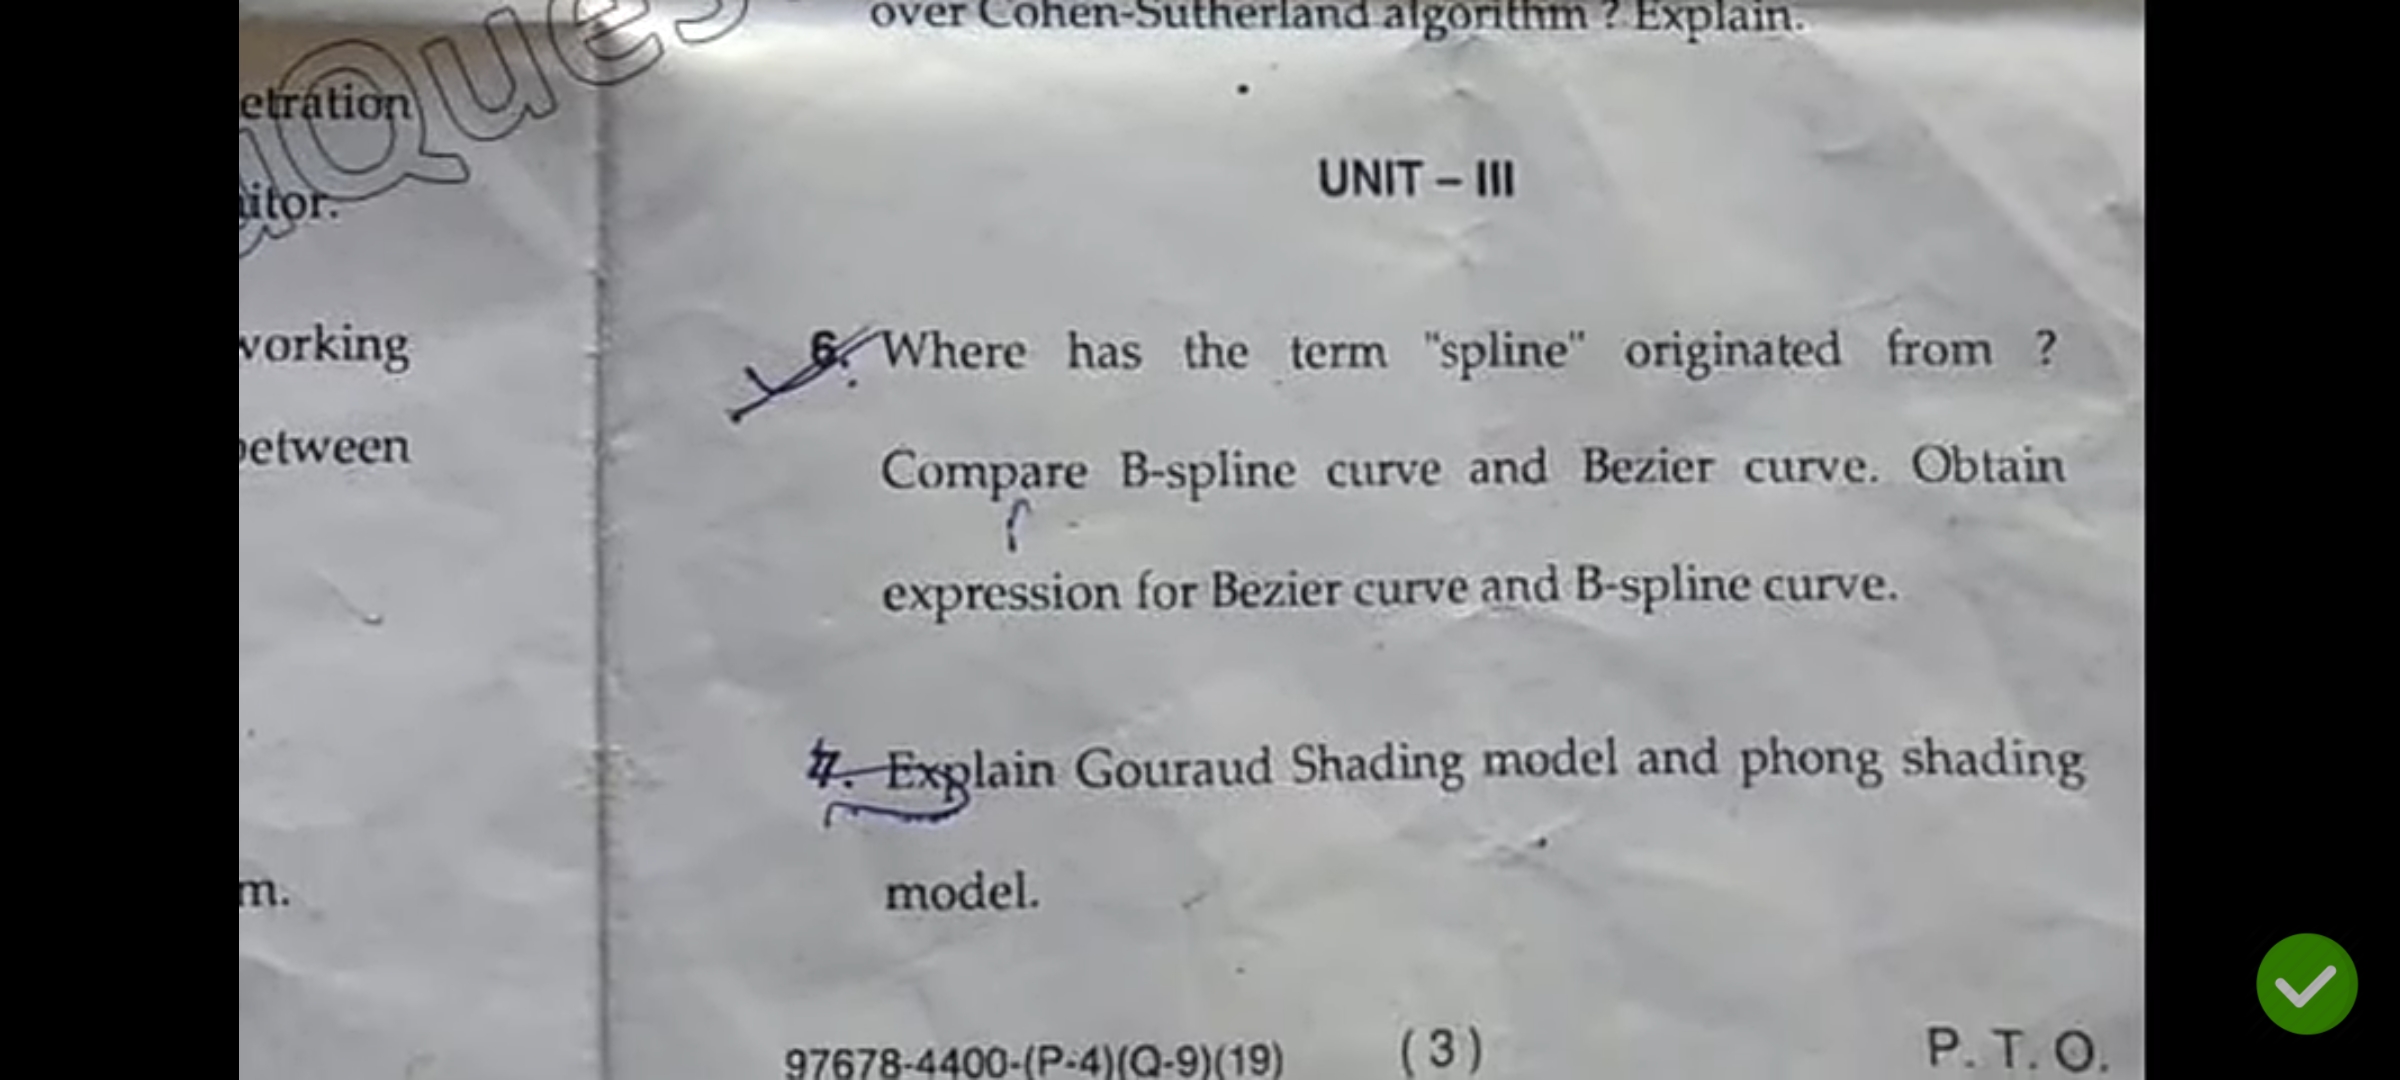 over Cohen-Sutherland algorithm ? Explain.
etration
itor.
working
between
m.
UNIT – III
6. Where has the term "spline" originated from ?
Compare B-spline curve and Bezier curve. Obtain
expression for Bezier curve and B-spline curve.
7. Explain Gouraud Shading model and phong shading
model.
97678-4400-(P-4)(Q-9)(19) (3) P. T. O.